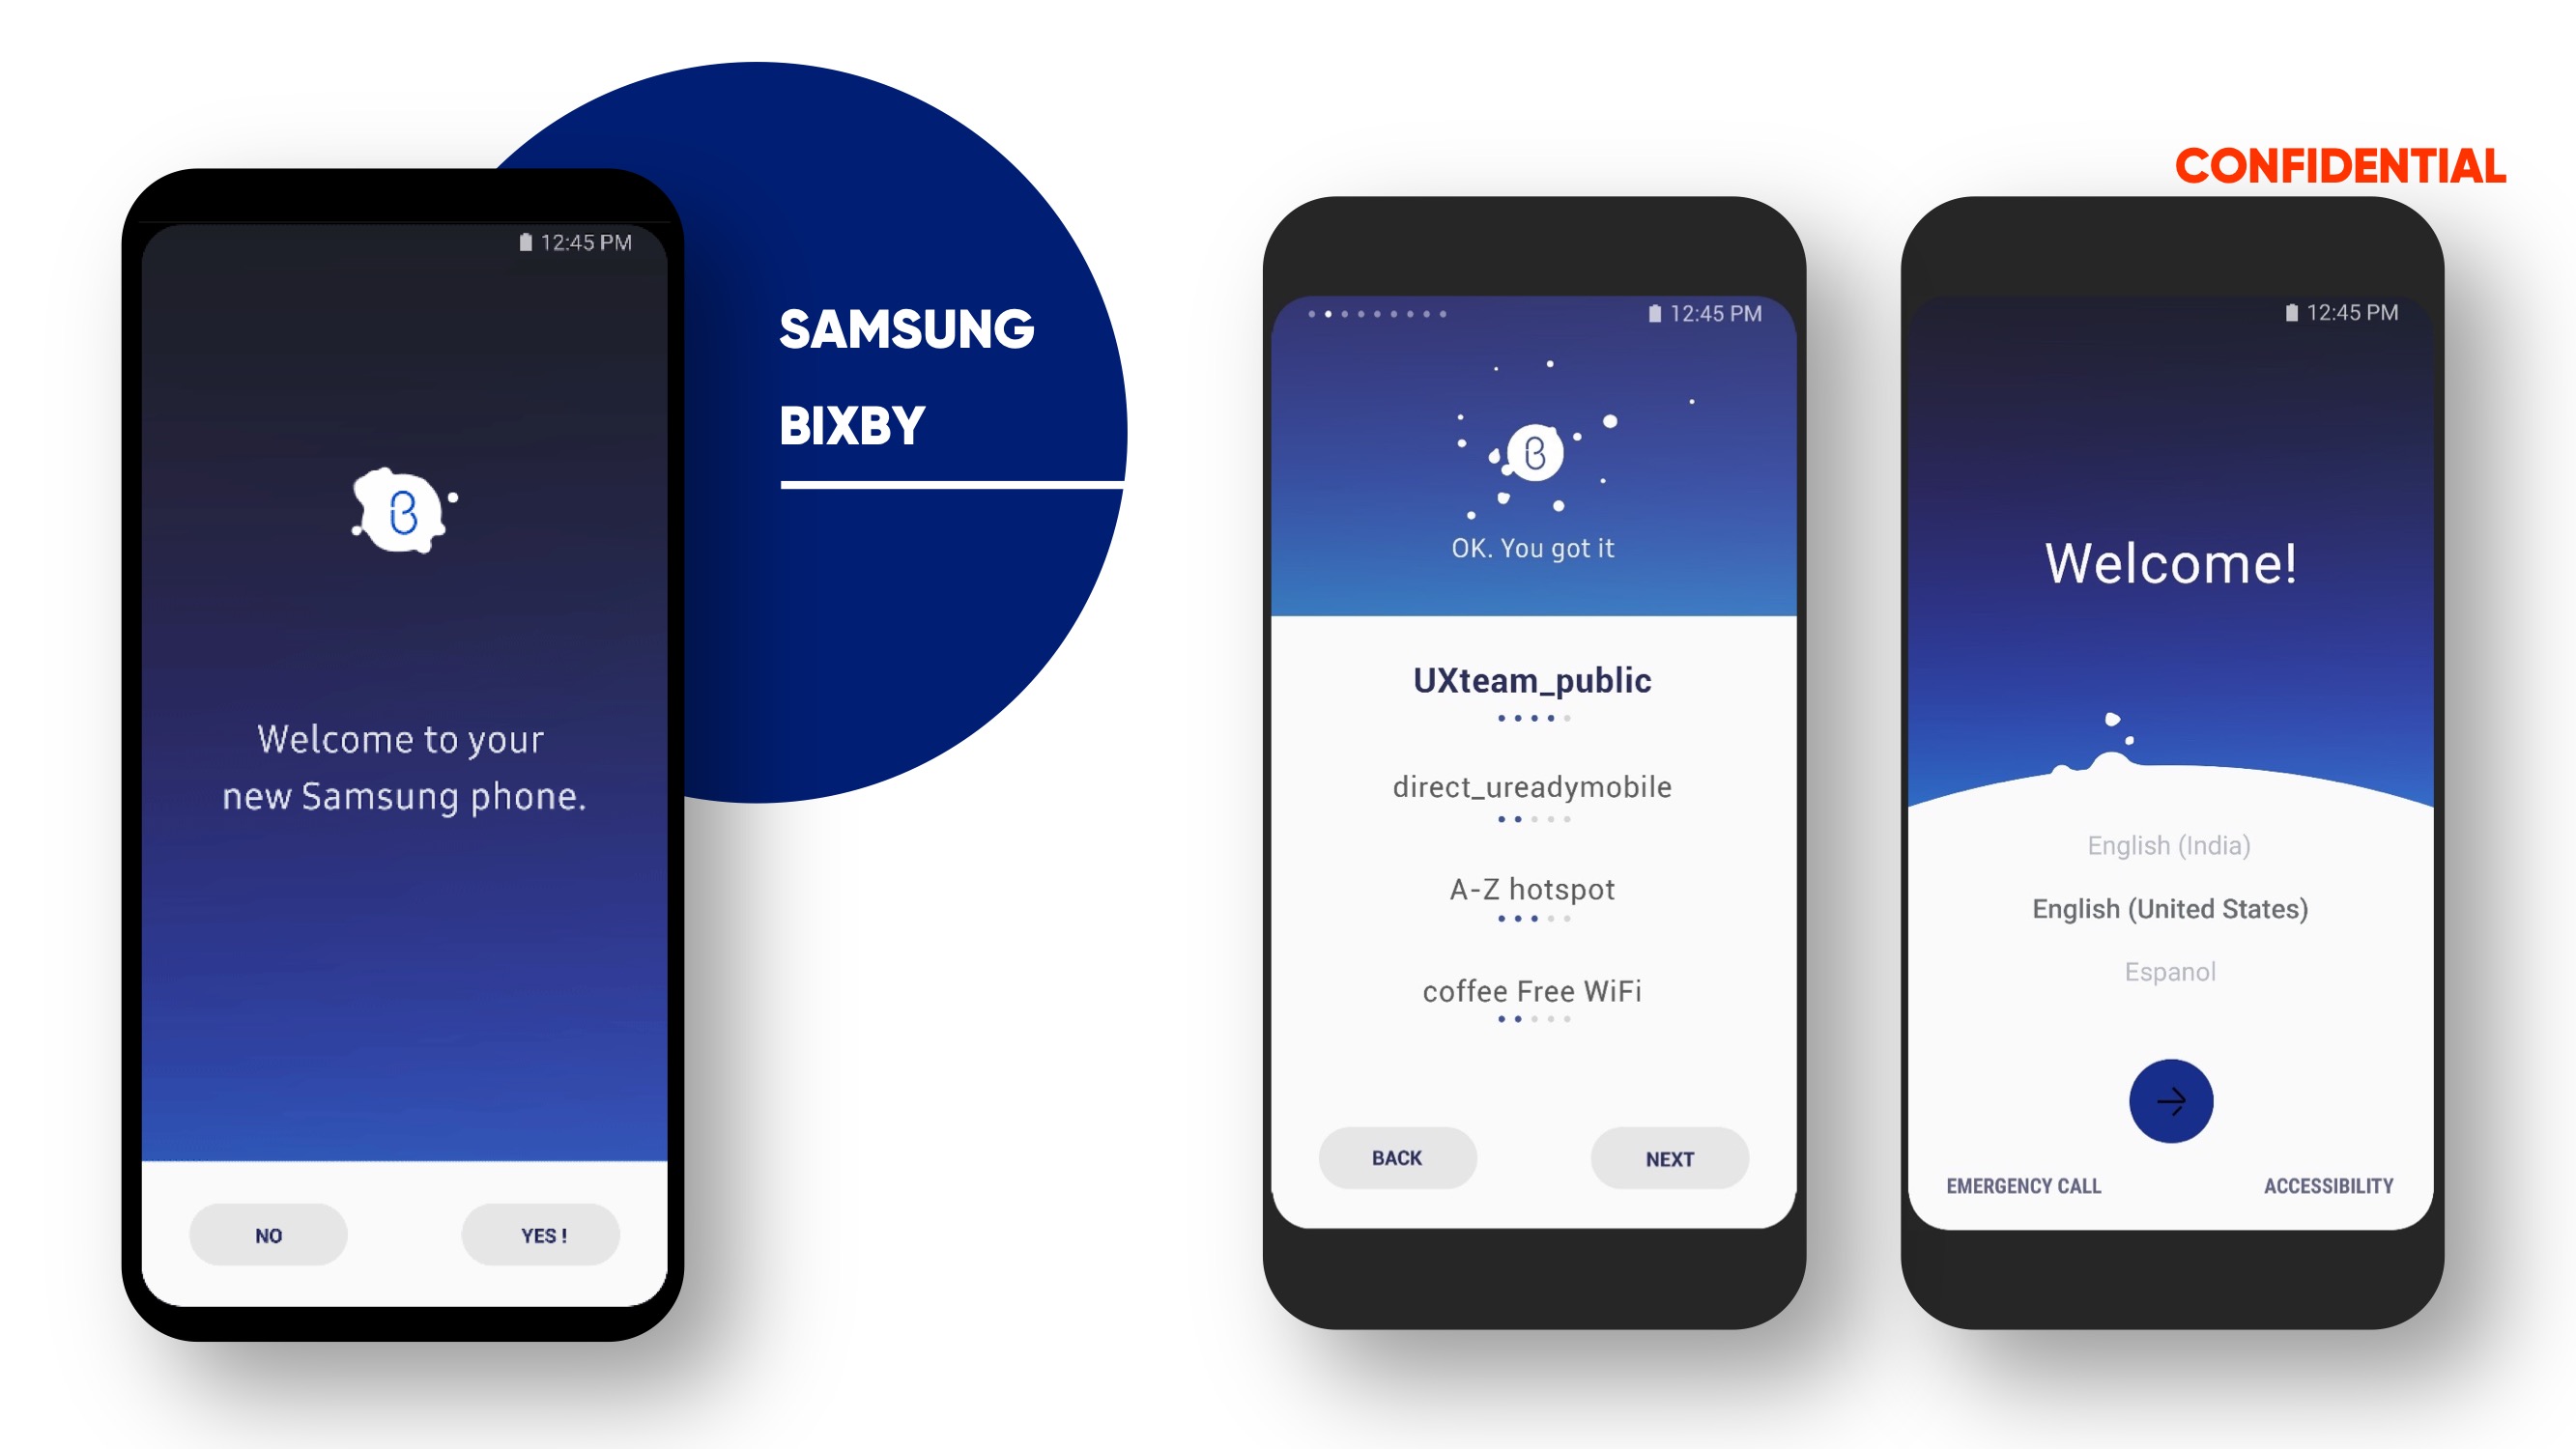 12:45 PM
Welcome to your
new Samsung phone.
NO
YES !
SAMSUNG
BIXBY
12:45 PM
OK. You got it
UXteam_public
direct_ureadymobile
A-Z hotspot
coffee Free WiFi
BACK
NEXT
CONFIDENTIAL
12:45 PM
Welcome!
English (India)
English (United States)
Espanol
EMERGENCY CALL
ACCESSIBILITY